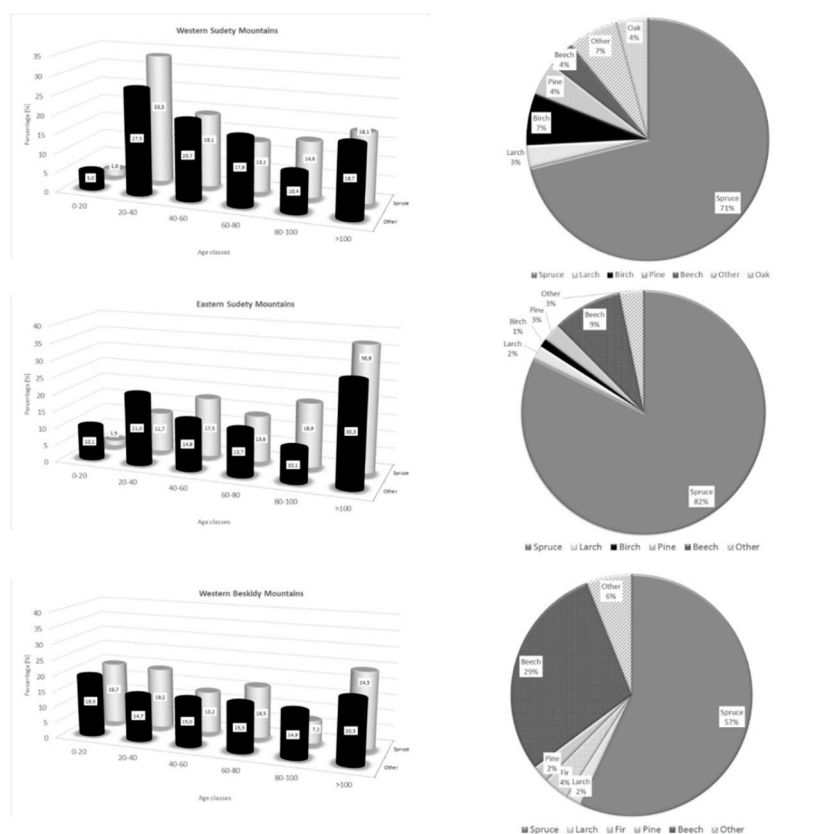 Western Sudety Mountains
Percentage [%]
35
30
25
20
15
10
5
0
5,0
1,6
27,5
33,5
20,7
19,1
17,8
13,2
10,4
14,6
18,7
18,1
0-20
20-40
40-60
60-80
80-100
>100
Spruce
Other
Age classes
Oak
4%
Other
7%
Beech
4%
Pine
4%
Birch
7%
Larch
3%
Spruce
71%
Spruce Larch Birch Pine Beech Other Oak
Eastern Sudety Mountains
Percentage [%]
40
35
30
25
20
15
10
5
0
10,1
1,9
21,0
11,7
14,8
17,5
13,7
13,6
10,1
18,9
30,3
0-20
20-40
40-60
60-80
80-100
>100
Spruce
Other
Age classes
Other
3%
Pine
3%
Birch
1%
Larch
2%
Beech
9%
Spruce
82%
Spruce Larch Birch Pine Beech Other
Western Beskidy Mountains
Percentage [%]
40
35
30
25
20
15
10
5
0
19,5
18,7
14,7
19,2
15,0
15,5
16,5
14,9
7,2
20,5
24,3
0-20
20-40
40-60
60-80
80-100
>100
Spruce
Other
Age classes
Other
6%
Beech
29%
Pine
2%
Fir
4%
Larch
2%
Spruce
57%
Spruce Larch Fir Pine Beech Other